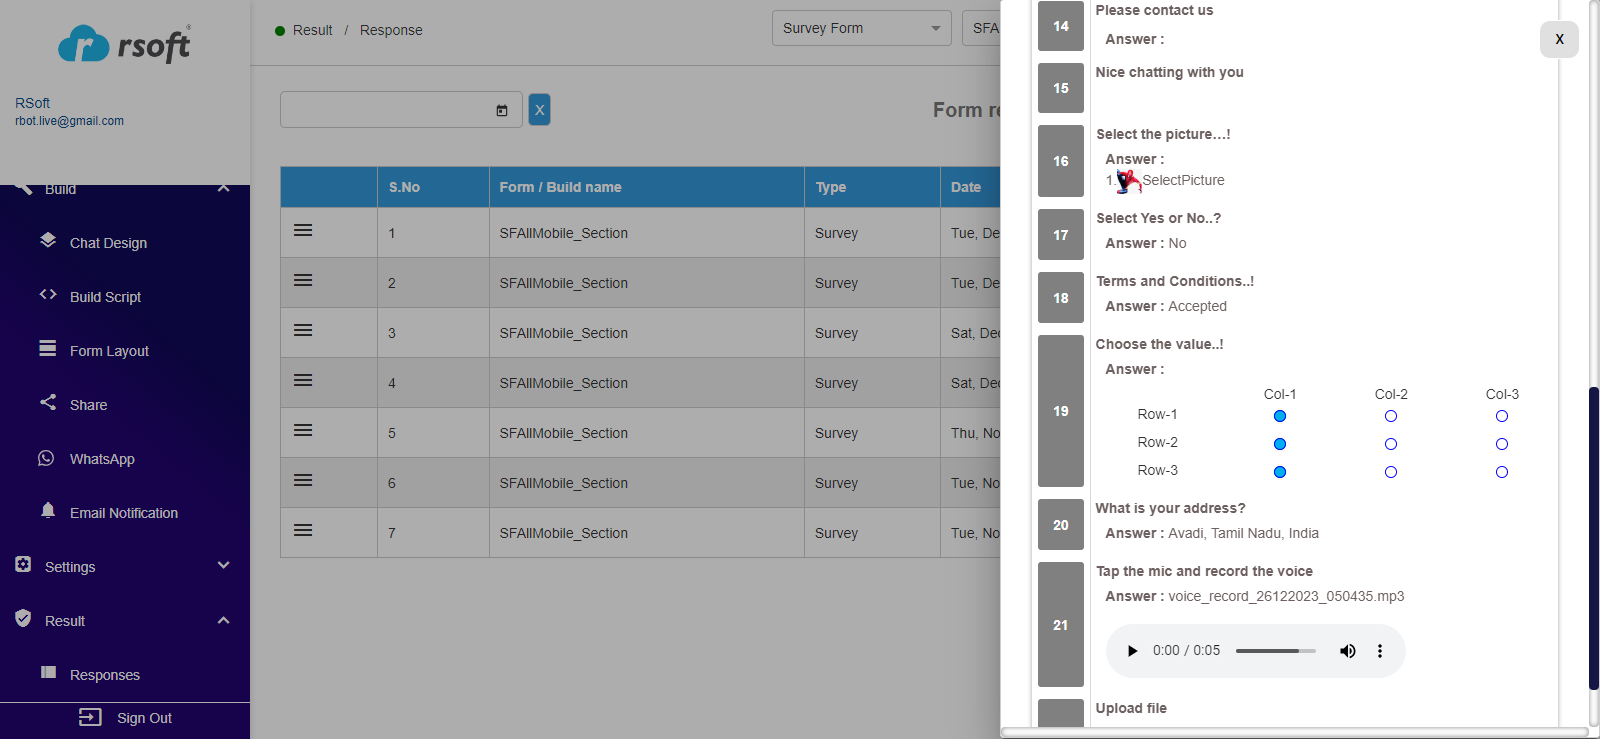 rsoft
RSoft
rbot.live@gmail.com
Build
Chat Design
Build Script
Form Layout
Share
WhatsApp
Email Notification
Settings
Result
Responses
Sign Out
Result / Response
Survey Form
SFA
X
Form re
S.No Form / Build name Type Date
1 SFAllMobile_Section Survey Tue, De
2 SFAllMobile_Section Survey Tue, De
3 SFAllMobile_Section Survey Sat, Dec
4 SFAllMobile_Section Survey Sat, Dec
5 SFAllMobile_Section Survey Thu, No
6 SFAllMobile_Section Survey Tue, No
7 SFAllMobile_Section Survey Tue, No
X
14 Please contact us
Answer :
15 Nice chatting with you
16 Select the picture...!
Answer :
1. SelectPicture
17 Select Yes or No..?
Answer : No
18 Terms and Conditions..!
Answer : Accepted
19 Choose the value..!
Answer :
Col-1 Col-2 Col-3
Row-1
Row-2
Row-3
20 What is your address?
Answer : Avadi, Tamil Nadu, India
21 Tap the mic and record the voice
Answer : voice_record_26122023_050435.mp3
0:00 / 0:05
Upload file